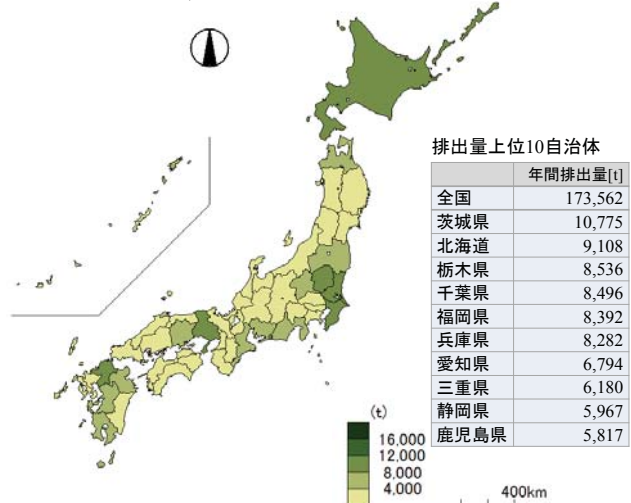 排出量上位10自治体
年間排出量[t]
全国 173,562
茨城県 10,775
北海道 9,108
栃木県 8,536
千葉県 8,496
福岡県 8,392
兵庫県 8,282
愛知県 6,794
三重県 6,180
静岡県 5,967
鹿児島県 5,817
(t)
16,000
12,000
8,000
4,000
400km